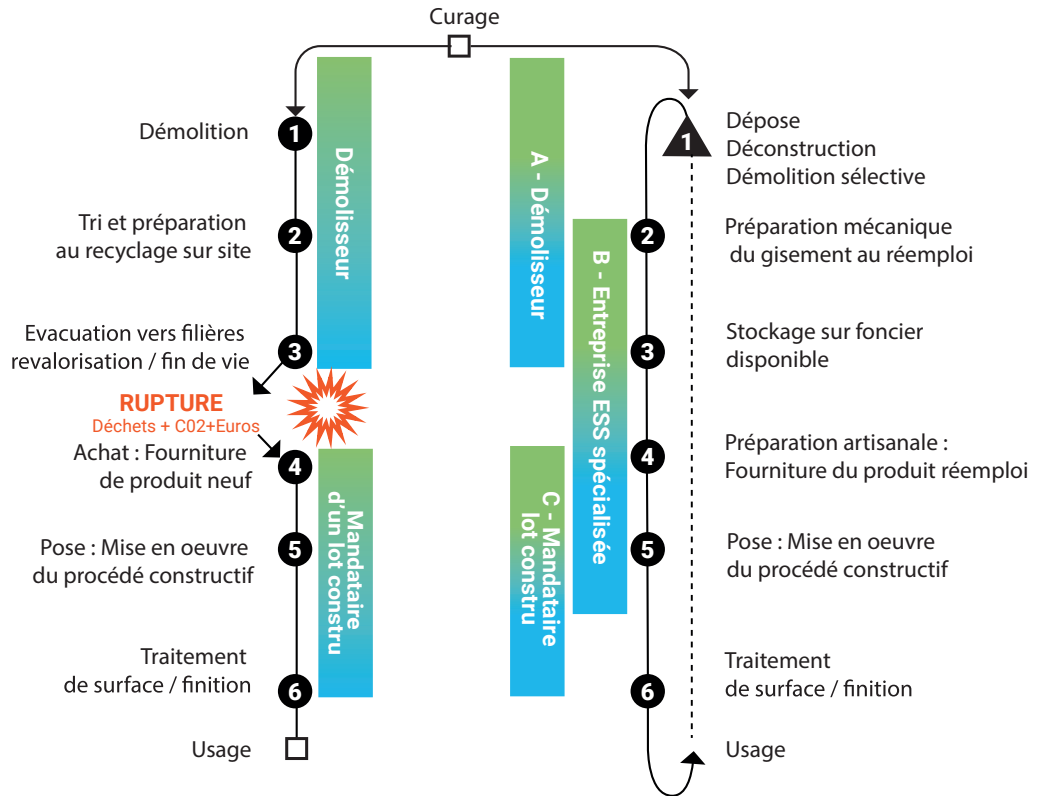 Curage
1
Démolition
2
Tri et préparation
au recyclage sur site
3
Evacuation vers filières
revalorisation / fin de vie
RUPTURE
Déchets + C02+Euros
4
Achat : Fourniture
de produit neuf
5
Pose : Mise en oeuvre
du procédé constructif
6
Traitement
de surface / finition
Usage
Démolisseur
Mandataire
d'un lot constru
A - Démolisseur
B - Entreprise ESS spécialisée
C - Mandataire
lot constru
1
Dépose
Déconstruction
Démolition sélective
2
Préparation mécanique
du gisement au réemploi
3
Stockage sur foncier
disponible
4
Préparation artisanale :
Fourniture du produit réemploi
5
Pose : Mise en oeuvre
du procédé constructif
6
Traitement
de surface / finition
Usage